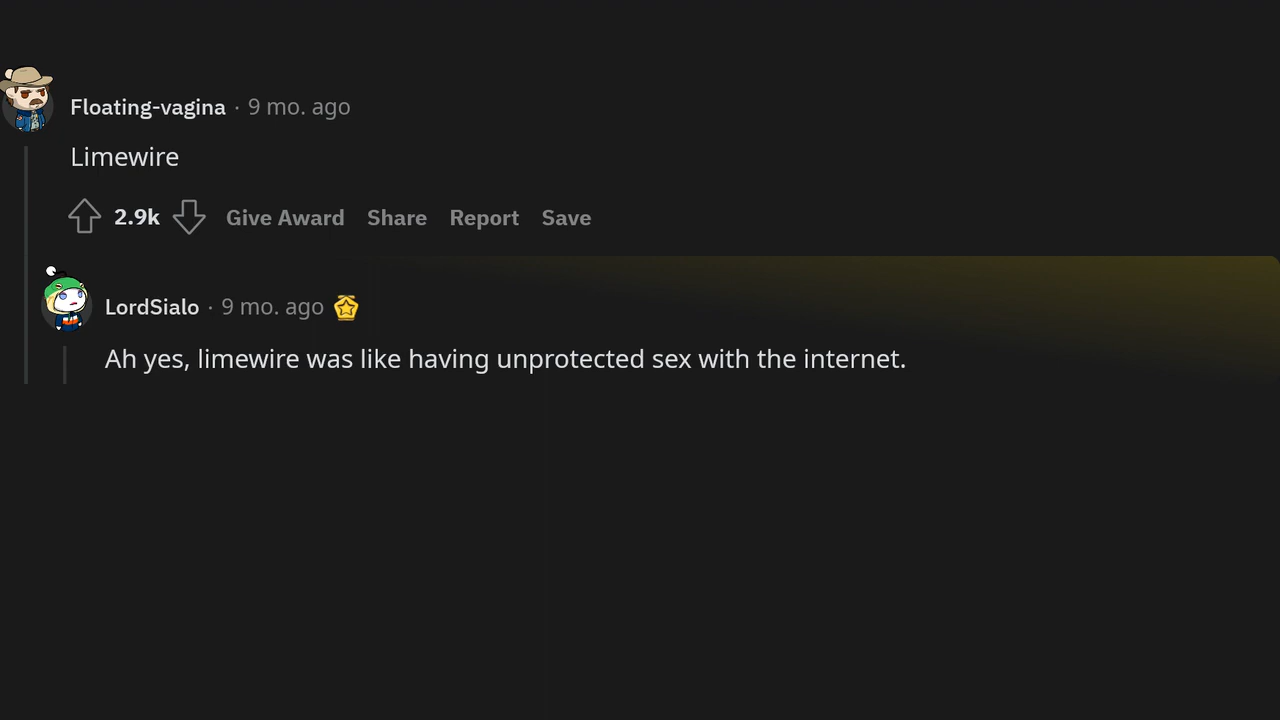 Floating-vagina · 9 mo. ago
Limewire
2.9k Give Award Share Report Save
LordSialo · 9 mo. ago
Ah yes, limewire was like having unprotected sex with the internet.